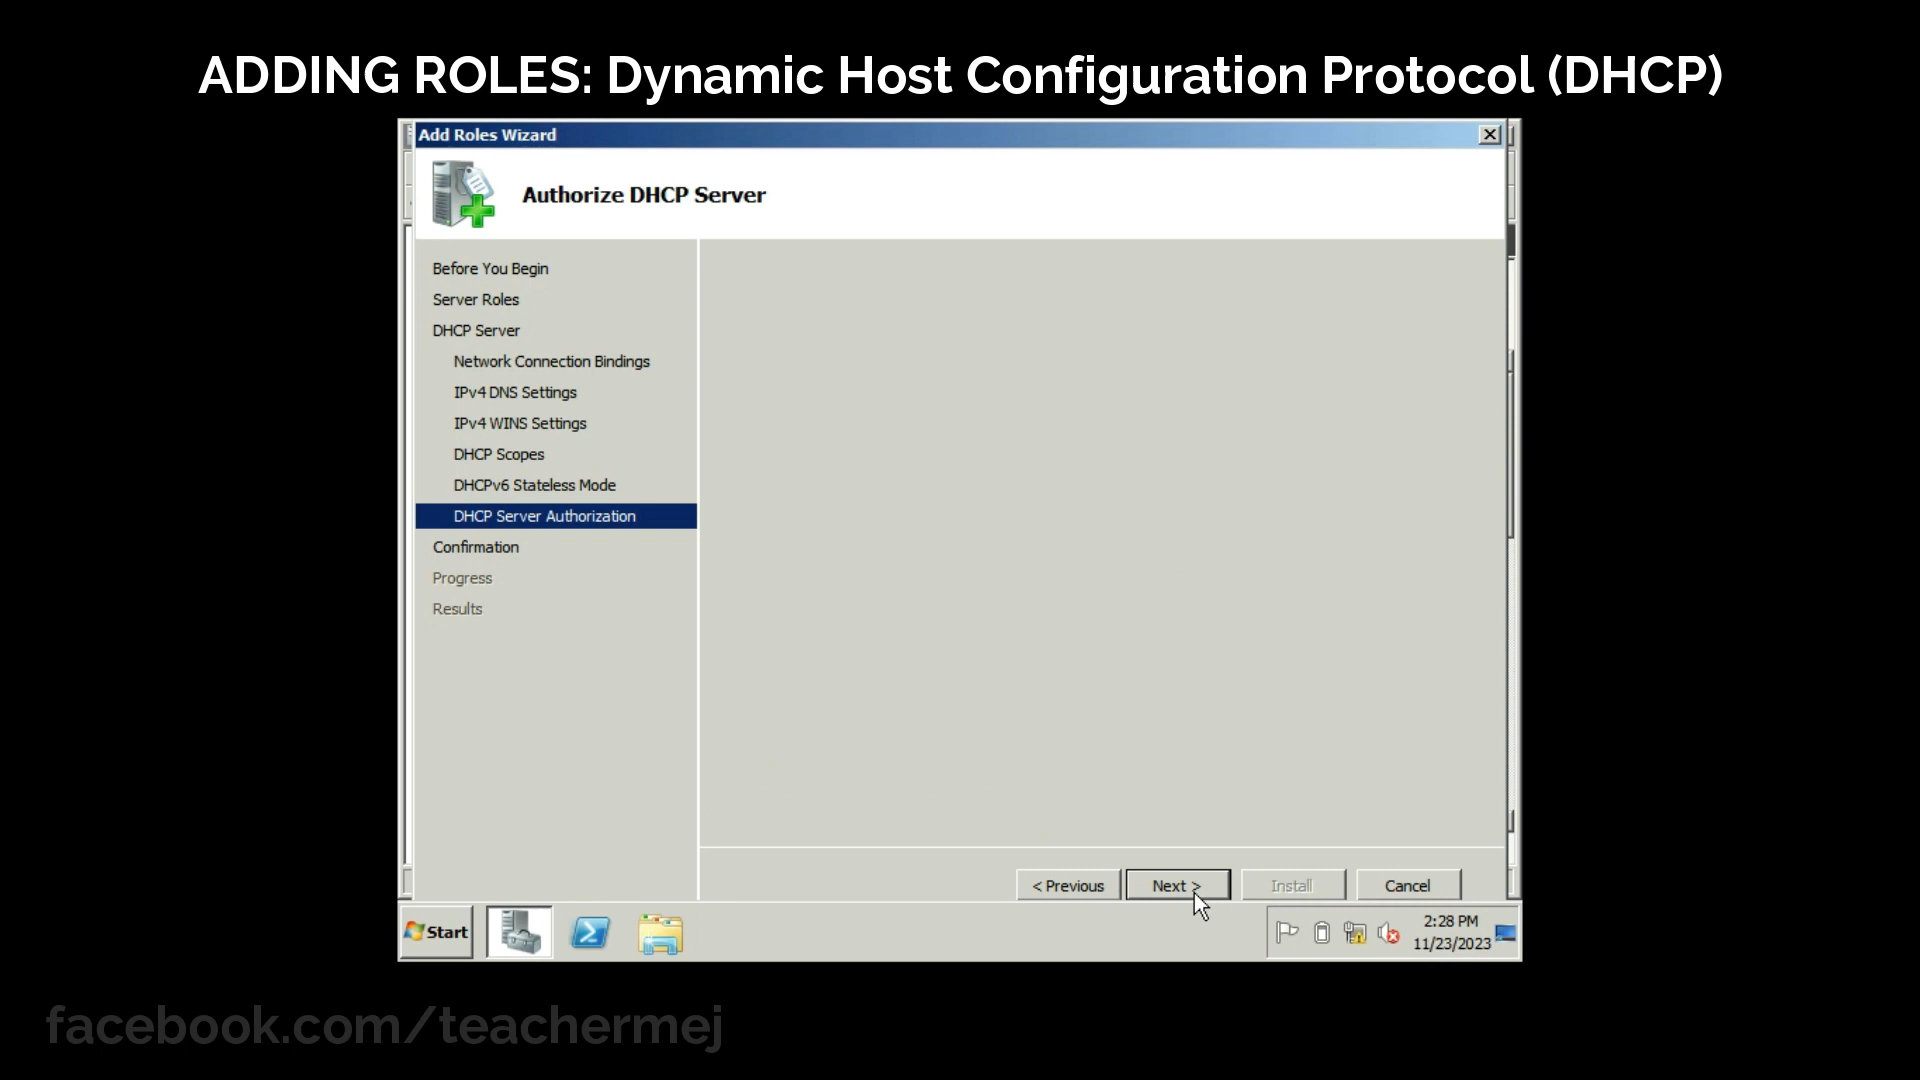 ADDING ROLES: Dynamic Host Configuration Protocol (DHCP)
Add Roles Wizard
Authorize DHCP Server
Before You Begin
Server Roles
DHCP Server
Network Connection Bindings
IPv4 DNS Settings
IPv4 WINS Settings
DHCP Scopes
DHCPv6 Stateless Mode
DHCP Server Authorization
Confirmation
Progress
Results
< Previous
Next >
Install
Cancel
Start
2:28 PM
11/23/2023
facebook.com/teachermej